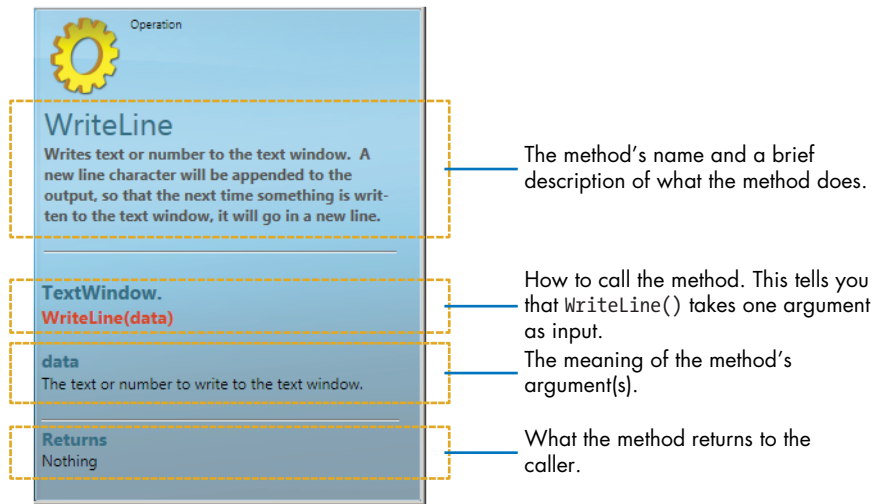 Operation
WriteLine
Writes text or number to the text window. A
new line character will be appended to the
output, so that the next time something is writ-
ten to the text window, it will go in a new line.
The method's name and a brief
description of what the method does.
TextWindow.
WriteLine(data)
How to call the method. This tells you
that WriteLine() takes one argument
as input.
data
The text or number to write to the text window.
The meaning of the method's
argument(s).
Returns
Nothing
What the method returns to the
caller.